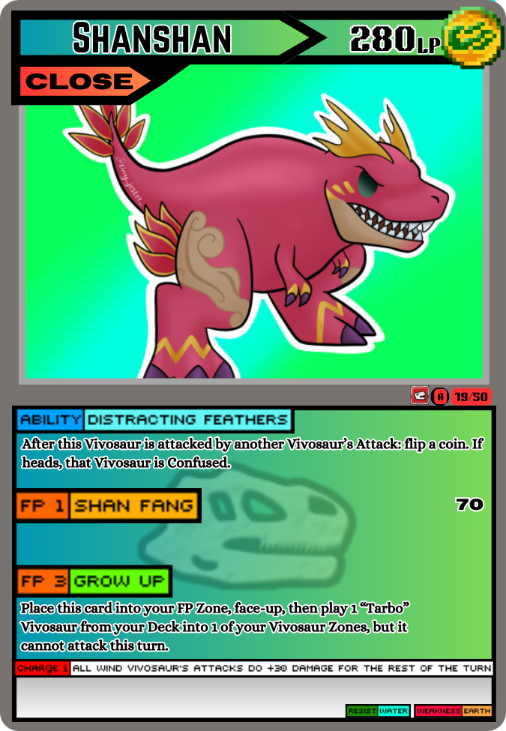 SHANSHAN
280LP
CLOSE
19/50
ABILITY DISTRACTING FEATHERS
After this Vivosaur is attacked by another Vivosaur's Attack: flip a coin. If
heads, that Vivosaur is Confused.
FP 1 SHAN FANG 70
FP 3 GROW UP
Place this card into your FP Zone, face-up, then play 1 “Tarbo”
Vivosaur from your Deck into 1 of your Vivosaur Zones, but it
cannot attack this turn.
CHARGE 1 ALL WIND VIVOSAUR'S ATTACKS DO +30 DAMAGE FOR THE REST OF THE TURN
RESIST WATER WEAKNESS EARTH